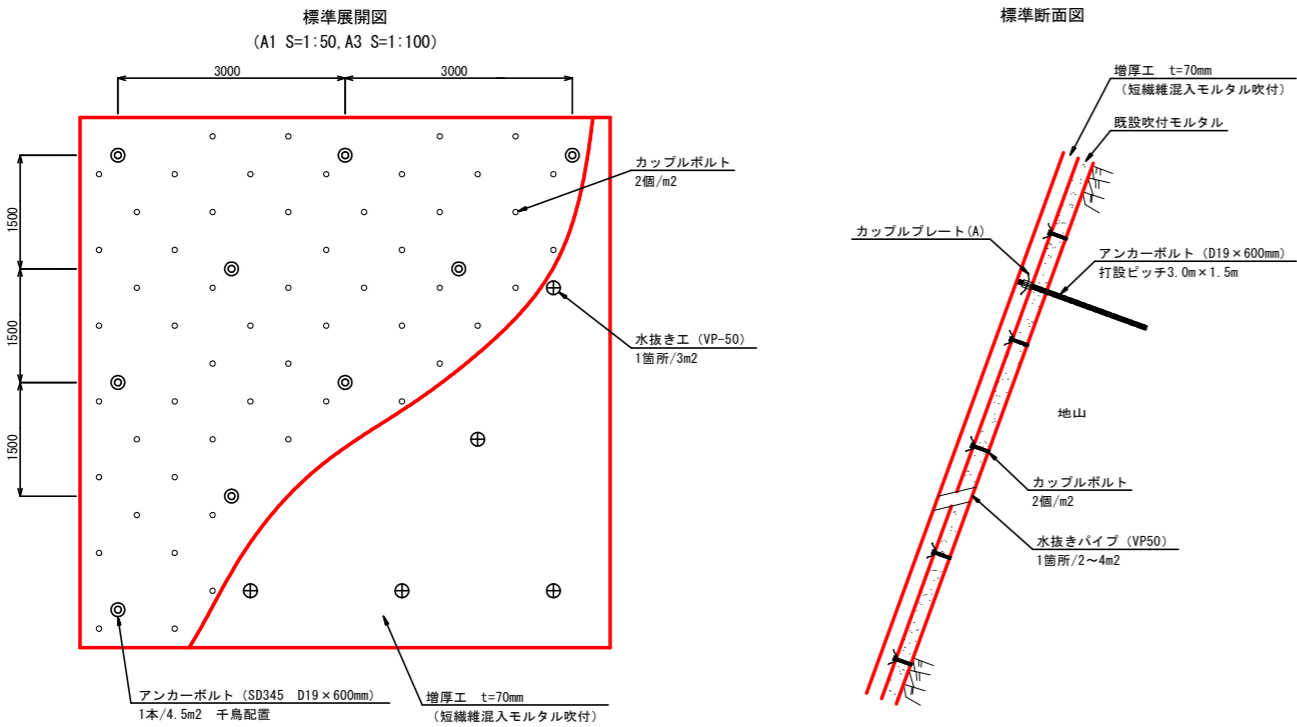 標準展開図
(A1 S=1:50,A3 S=1:100)
3000
3000
1500
1500
1500
カップルボルト
2個/m2
水抜き工 (VP-50)
1箇所/3m2
アンカーボルト (SD345 D19×600mm)
1本/4.5m2 千鳥配置
増厚工 t=70mm
(短繊維混入モルタル吹付)
標準断面図
増厚工 t=70mm
(短繊維混入モルタル吹付)
既設吹付モルタル
カップルプレート(A)
アンカーボルト (D19×600mm)
打設ピッチ3.0m×1.5m
地山
カップルボルト
2個/m2
水抜きパイプ (VP50)
1箇所/2～4m2